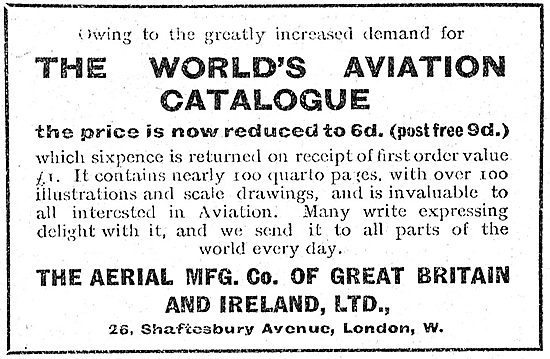 Owing to the greatly increased demand for
THE WORLD'S AVIATION
CATALOGUE
the price is now reduced to 6d. (post free 9d.)
which sixpence is returned on receipt of first order value
£1. It contains nearly 100 quarto pages, with over 100
illustrations and scale drawings, and is invaluable to
all interested in Aviation. Many write expressing
delight with it, and we send it to all parts of the
world every day.
THE AERIAL MFG. Co. OF GREAT BRITAIN
AND IRELAND, LTD.,
26, Shaftesbury Avenue, London, W.